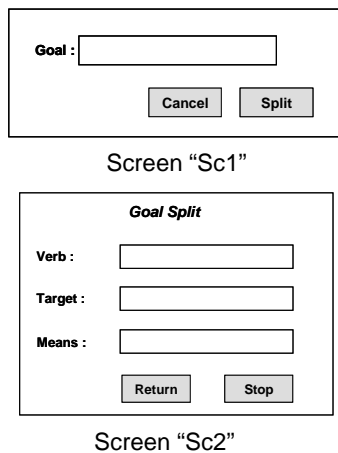 Goal :
Cancel Split
Screen “Sc1”
Goal Split
Verb :
Target :
Means :
Return Stop
Screen “Sc2”